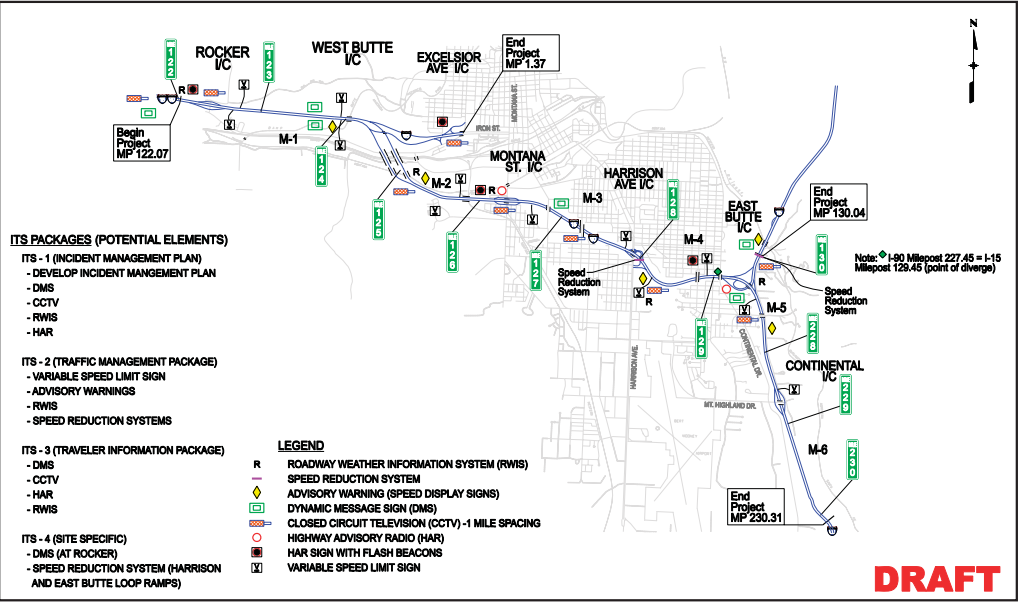 N
ROCKER
I/C
WEST BUTTE
I/C
EXCELSIOR
AVE I/C
End
Project
MP 1.37
122
123
R
Begin
Project
MP 122.07
M-1
124
IRON ST.
MONTANA ST.
MONTANA
ST. I/C
R
M-2
R
125
126
127
M-3
HARRISON
AVE I/C
128
Speed
Reduction
System
R
M-4
129
EAST
BUTTE
I/C
End
Project
MP 130.04
130
Note: I-90 Milepost 227.45 = I-15
Milepost 129.45 (point of diverge)
Speed
Reduction
System
R
M-5
228
CONTINENTAL DR.
CONTINENTAL
I/C
229
HARRISON AVE.
MT. HIGHLAND DR.
M-6
230
End
Project
MP 230.31
ITS PACKAGES (POTENTIAL ELEMENTS)
ITS - 1 (INCIDENT MANAGEMENT PLAN)
- DEVELOP INCIDENT MANGEMENT PLAN
- DMS
- CCTV
- RWIS
- HAR
ITS - 2 (TRAFFIC MANAGEMENT PACKAGE)
- VARIABLE SPEED LIMIT SIGN
- ADVISORY WARNINGS
- RWIS
- SPEED REDUCTION SYSTEMS
ITS - 3 (TRAVELER INFORMATION PACKAGE)
- DMS
- CCTV
- HAR
- RWIS
ITS - 4 (SITE SPECIFIC)
- DMS (AT ROCKER)
- SPEED REDUCTION SYSTEM (HARRISON
AND EAST BUTTE LOOP RAMPS)
LEGEND
R ROADWAY WEATHER INFORMATION SYSTEM (RWIS)
SPEED REDUCTION SYSTEM
ADVISORY WARNING (SPEED DISPLAY SIGNS)
DYNAMIC MESSAGE SIGN (DMS)
CLOSED CIRCUIT TELEVISION (CCTV) -1 MILE SPACING
HIGHWAY ADVISORY RADIO (HAR)
HAR SIGN WITH FLASH BEACONS
VARIABLE SPEED LIMIT SIGN
DRAFT